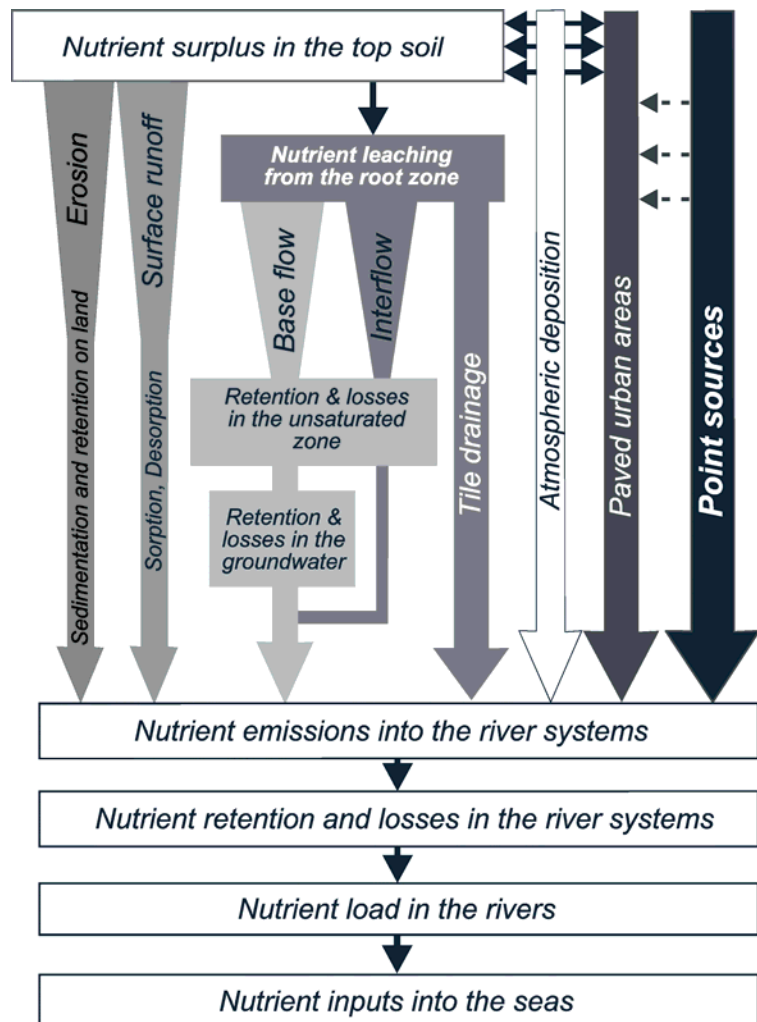 Nutrient surplus in the top soil
Erosion
Sedimentation and retention on land
Surface runoff
Sorption, Desorption
Nutrient leaching
from the root zone
Base flow
Interflow
Retention & losses
in the unsaturated
zone
Retention &
losses in the
groundwater
Tile drainage
Atmospheric deposition
Paved urban areas
Point sources
Nutrient emissions into the river systems
Nutrient retention and losses in the river systems
Nutrient load in the rivers
Nutrient inputs into the seas